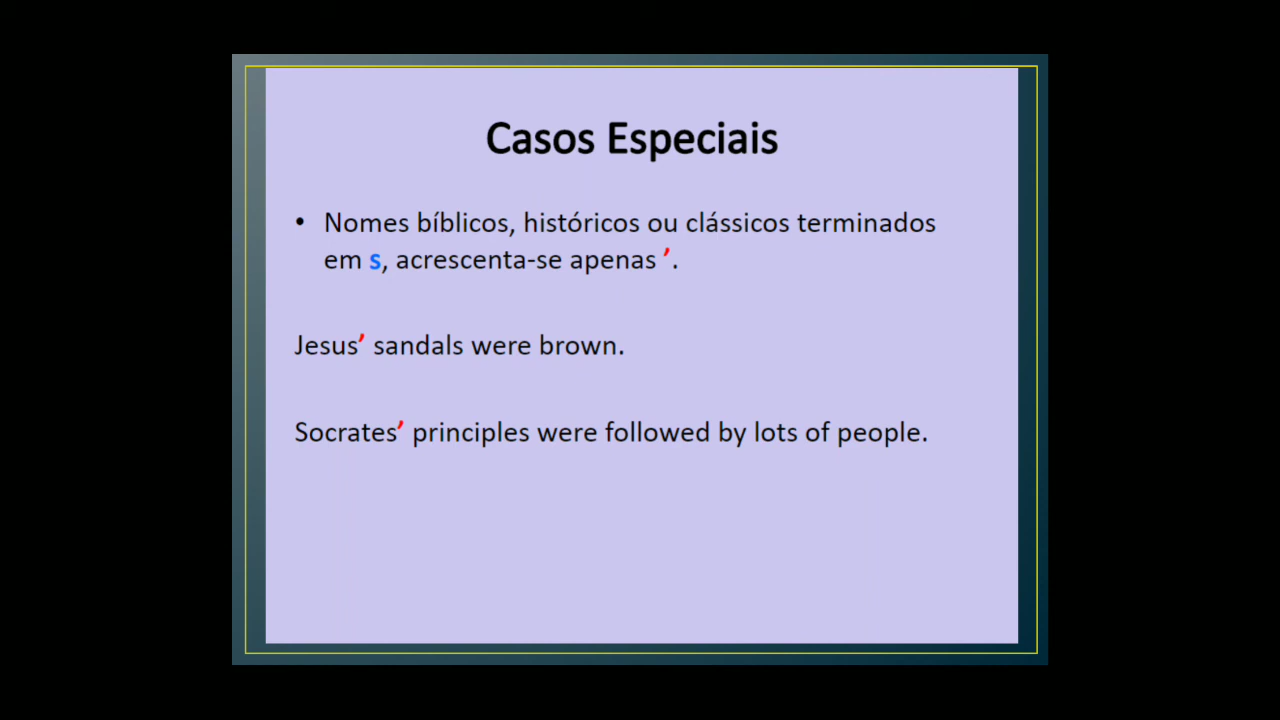 Casos Especiais
• Nomes bíblicos, históricos ou clássicos terminados
em s, acrescenta-se apenas ’.
Jesus’ sandals were brown.
Socrates’ principles were followed by lots of people.